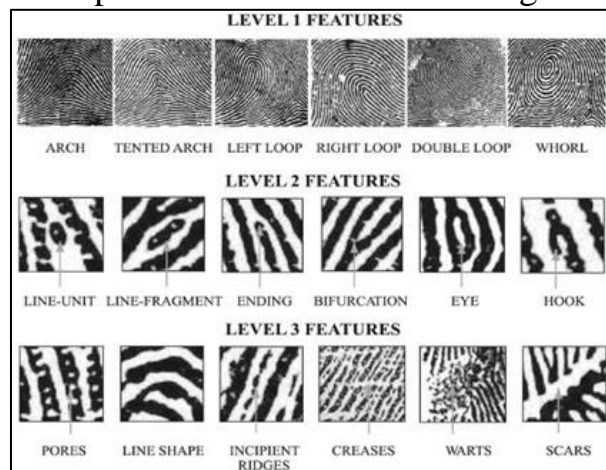 LEVEL 1 FEATURES
ARCH TENTED ARCH LEFT LOOP RIGHT LOOP DOUBLE LOOP WHORL
LEVEL 2 FEATURES
LINE-UNIT LINE-FRAGMENT ENDING BIFURCATION EYE HOOK
LEVEL 3 FEATURES
PORES LINE SHAPE INCIPIENT RIDGES CREASES WARTS SCARS